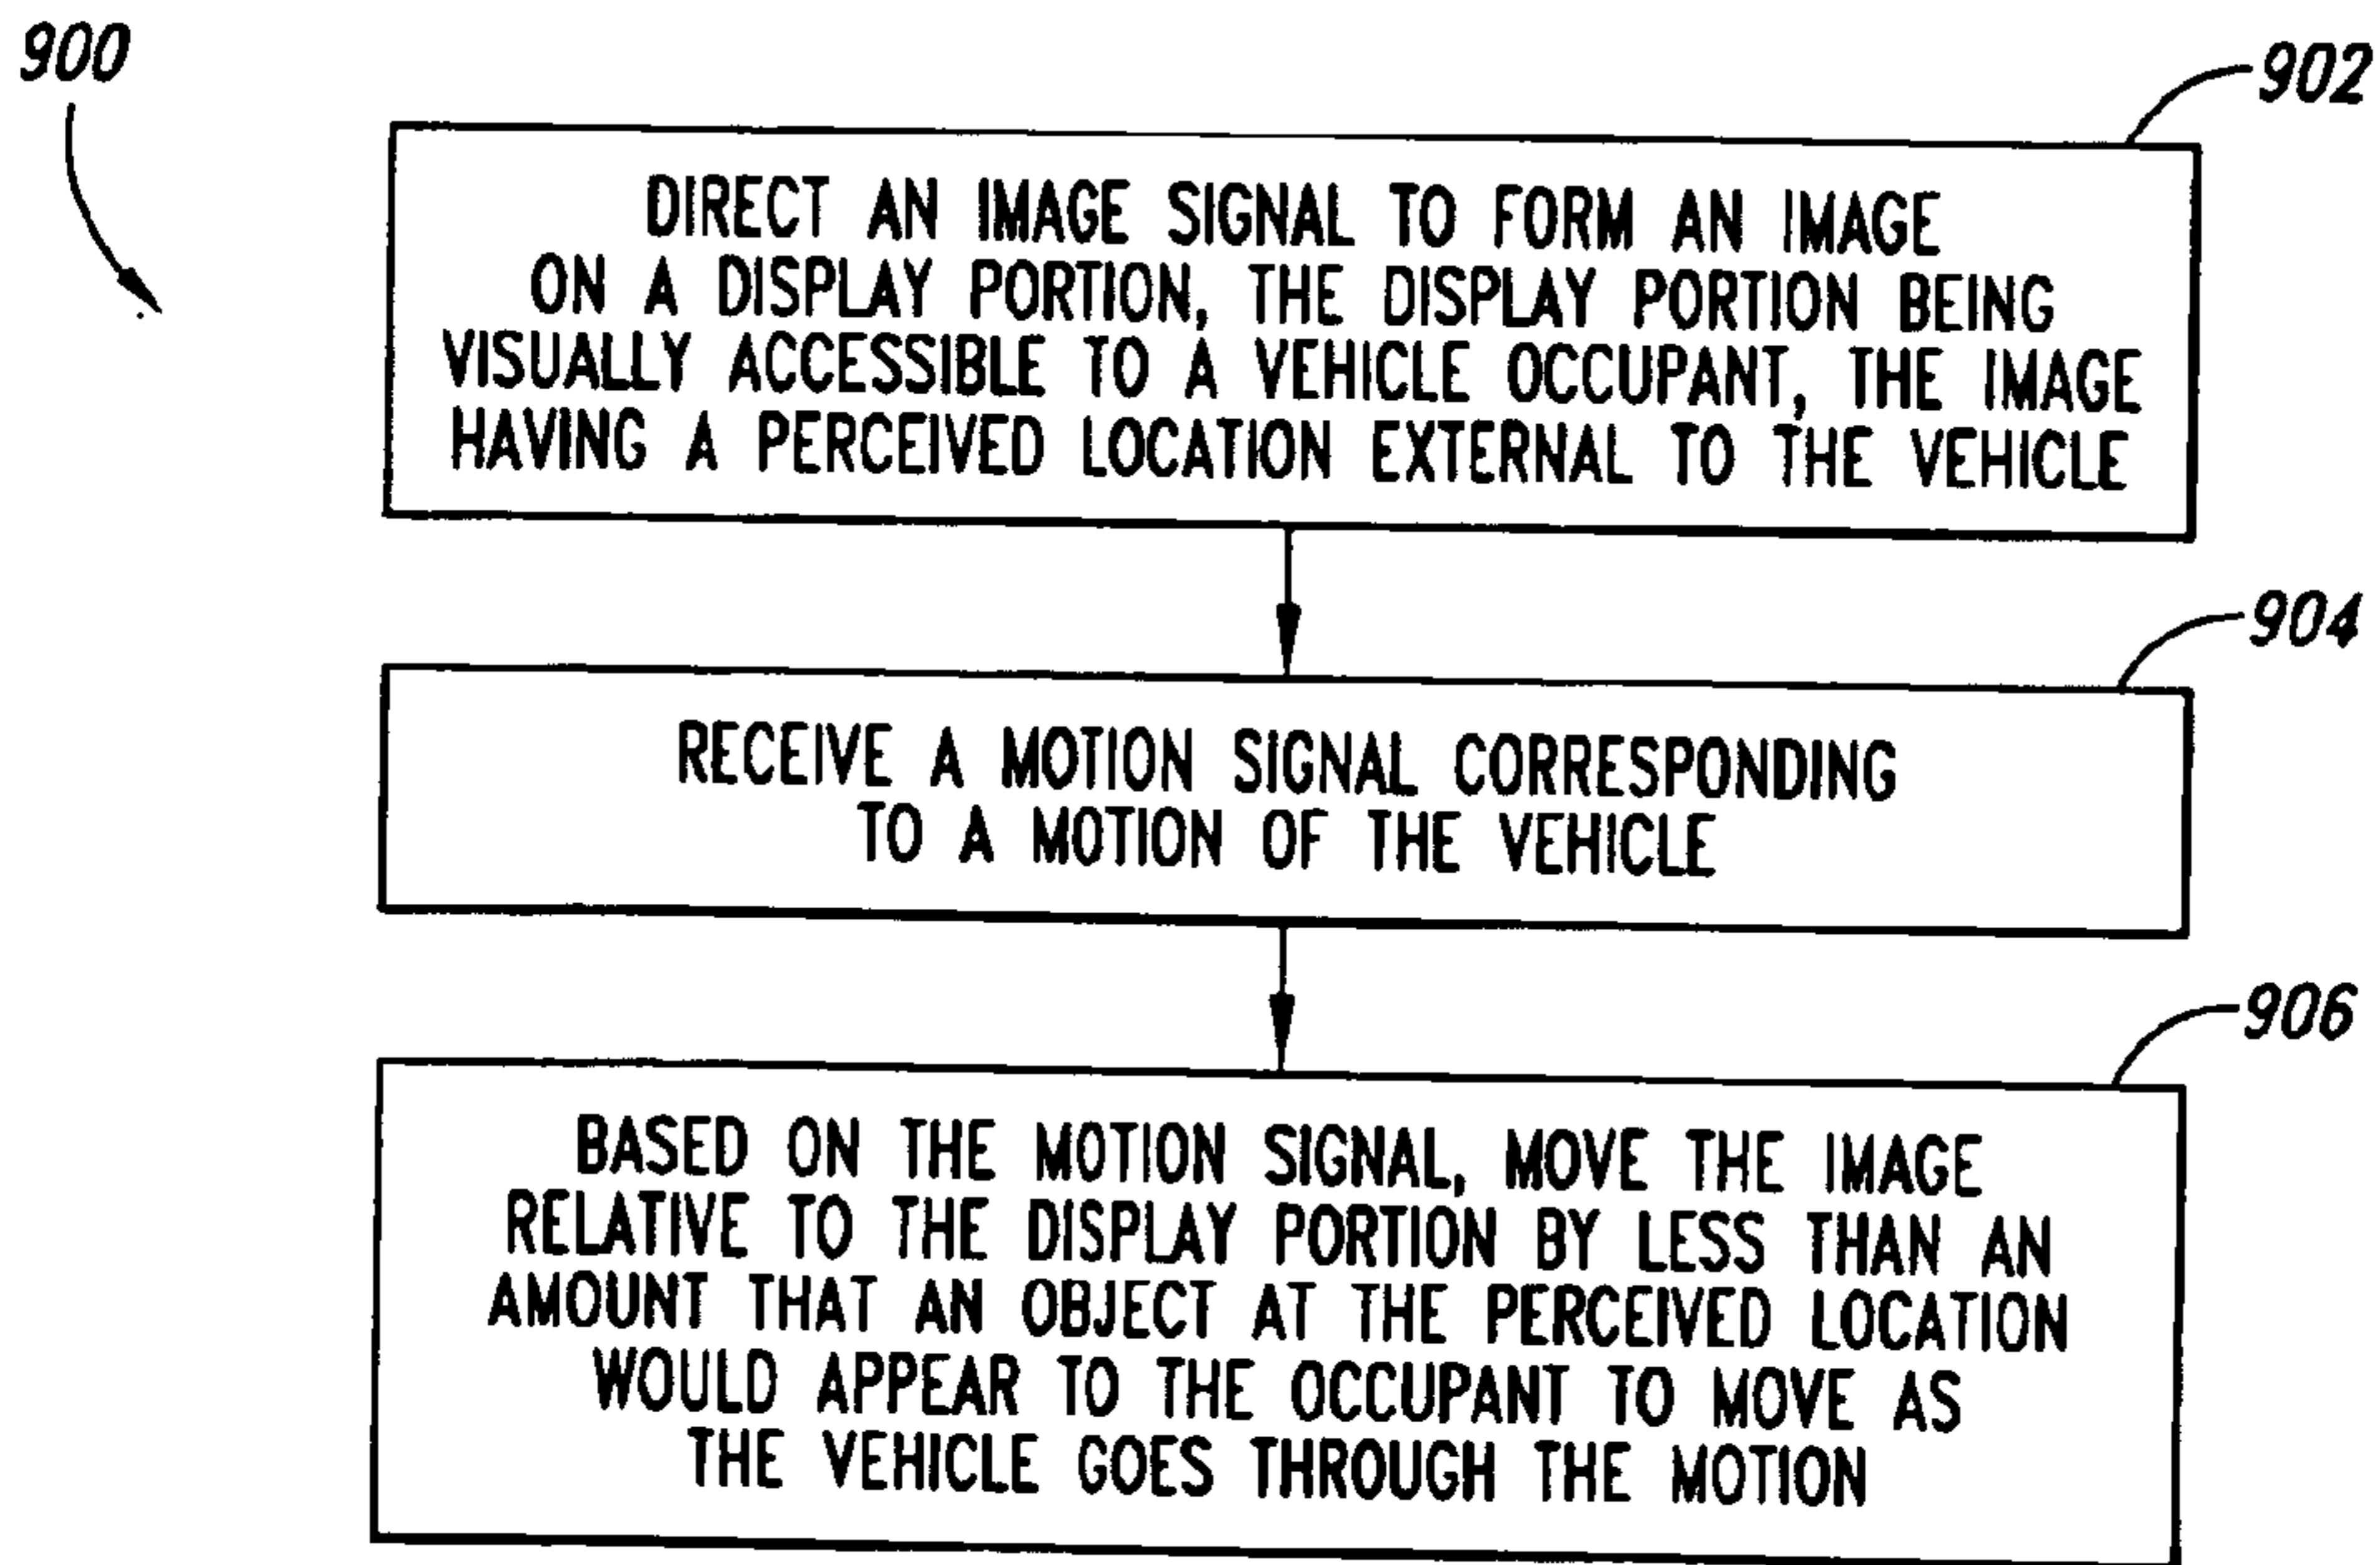 900
902
DIRECT AN IMAGE SIGNAL TO FORM AN IMAGE
ON A DISPLAY PORTION, THE DISPLAY PORTION BEING
VISUALLY ACCESSIBLE TO A VEHICLE OCCUPANT, THE IMAGE
HAVING A PERCEIVED LOCATION EXTERNAL TO THE VEHICLE
904
RECEIVE A MOTION SIGNAL CORRESPONDING
TO A MOTION OF THE VEHICLE
906
BASED ON THE MOTION SIGNAL, MOVE THE IMAGE
RELATIVE TO THE DISPLAY PORTION BY LESS THAN AN
AMOUNT THAT AN OBJECT AT THE PERCEIVED LOCATION
WOULD APPEAR TO THE OCCUPANT TO MOVE AS
THE VEHICLE GOES THROUGH THE MOTION